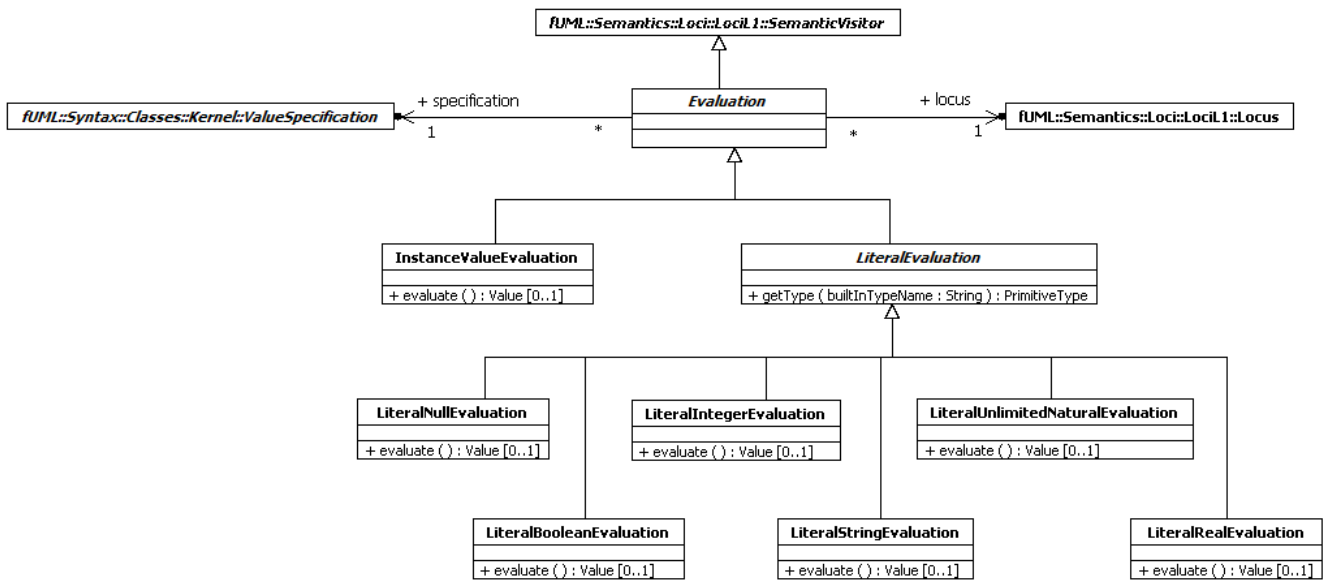 fUML::Semantics::Loci::LociL1::SemanticVisitor
+ specification
Evaluation
+ locus
fUML::Syntax::Classes::Kernel::ValueSpecification
fUML::Semantics::Loci::LociL1::Locus
1
*
*
1
InstanceValueEvaluation
+ evaluate ( ) : Value [0..1]
LiteralEvaluation
+ getType ( builtInTypeName : String ) : PrimitiveType
LiteralNullEvaluation
+ evaluate ( ) : Value [0..1]
LiteralIntegerEvaluation
+ evaluate ( ) : Value [0..1]
LiteralUnlimitedNaturalEvaluation
+ evaluate ( ) : Value [0..1]
LiteralBooleanEvaluation
+ evaluate ( ) : Value [0..1]
LiteralStringEvaluation
+ evaluate ( ) : Value [0..1]
LiteralRealEvaluation
+ evaluate ( ) : Value [0..1]